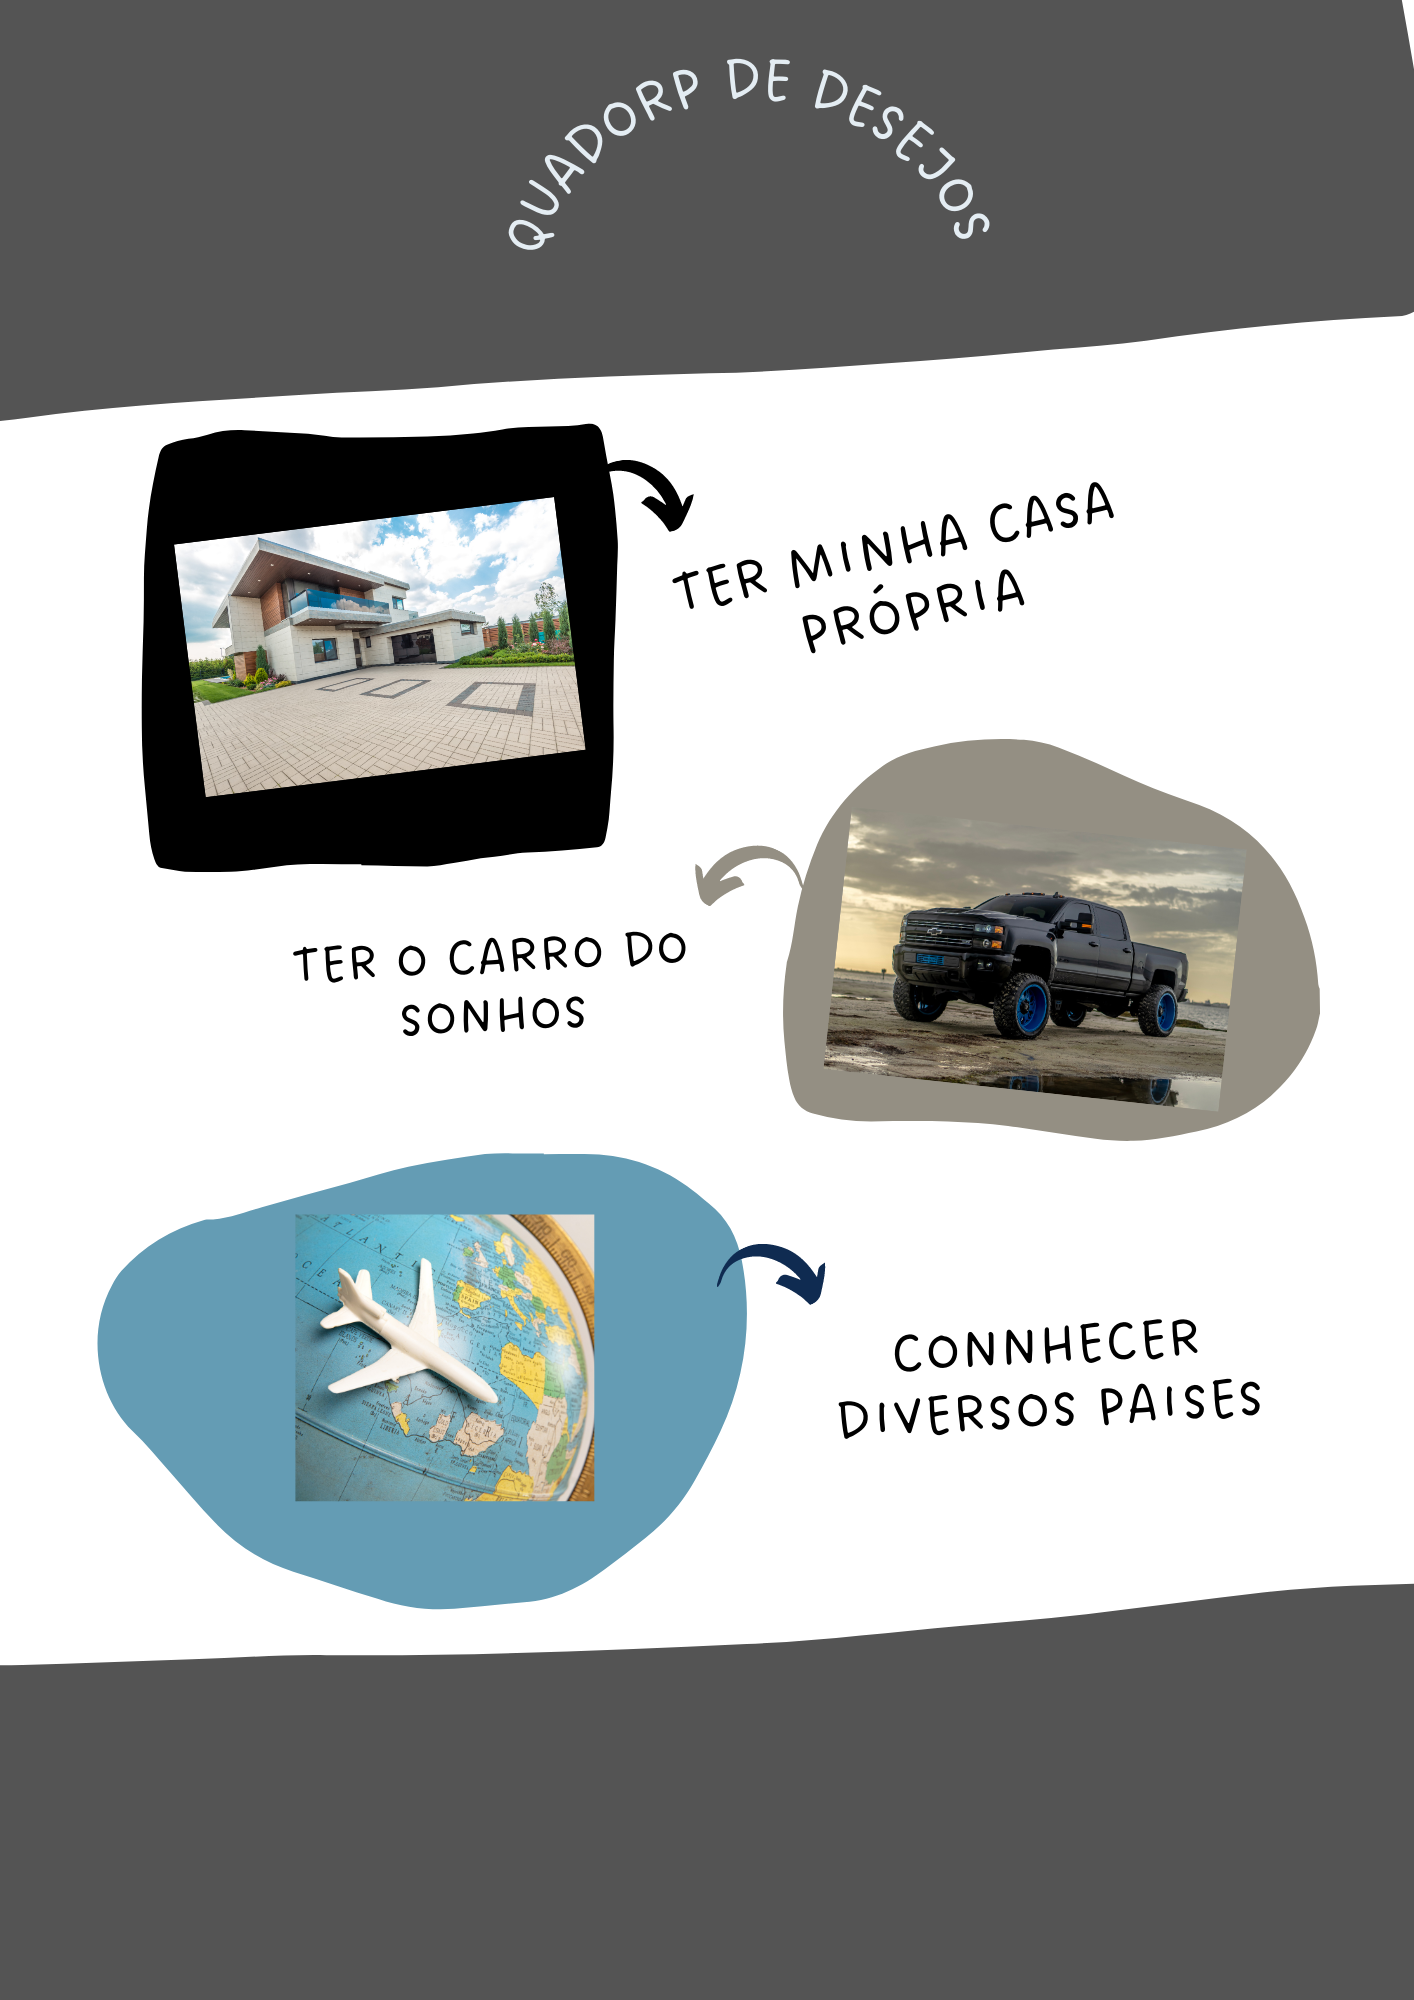 QUADORP DE DESEJOS
TER MINHA CASA
PRÓPRIA
TER O CARRO DO
SONHOS
CONNHECER
DIVERSOS PAISES